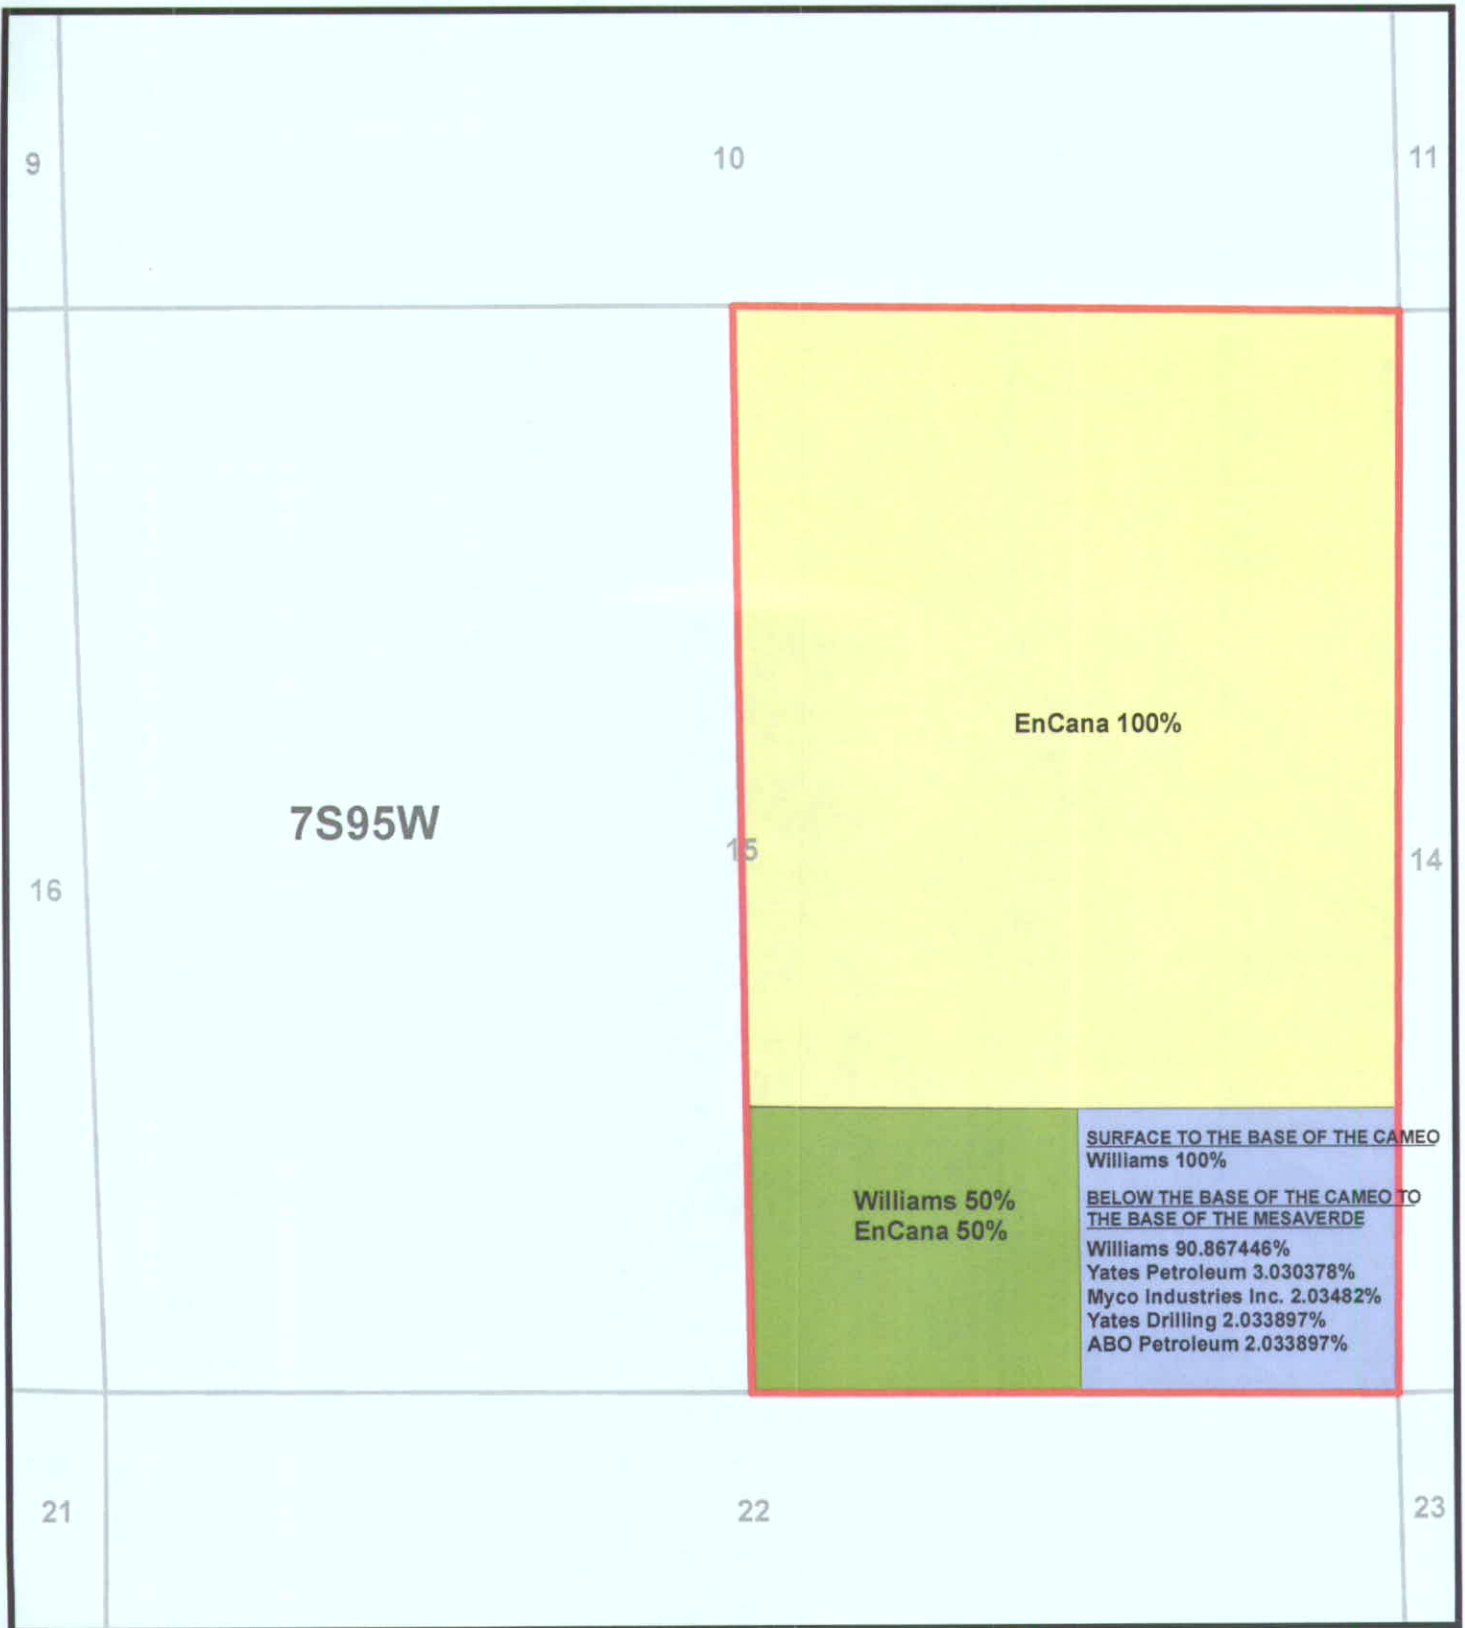 9
10
11
EnCana 100%
7S95W
15
14
16
SURFACE TO THE BASE OF THE CAMEO
Williams 100%
BELOW THE BASE OF THE CAMEO TO
THE BASE OF THE MESAVERDE
Williams 90.867446%
Yates Petroleum 3.030378%
Myco Industries Inc. 2.03482%
Yates Drilling 2.033897%
ABO Petroleum 2.033897%
Williams 50%
EnCana 50%
21
22
23